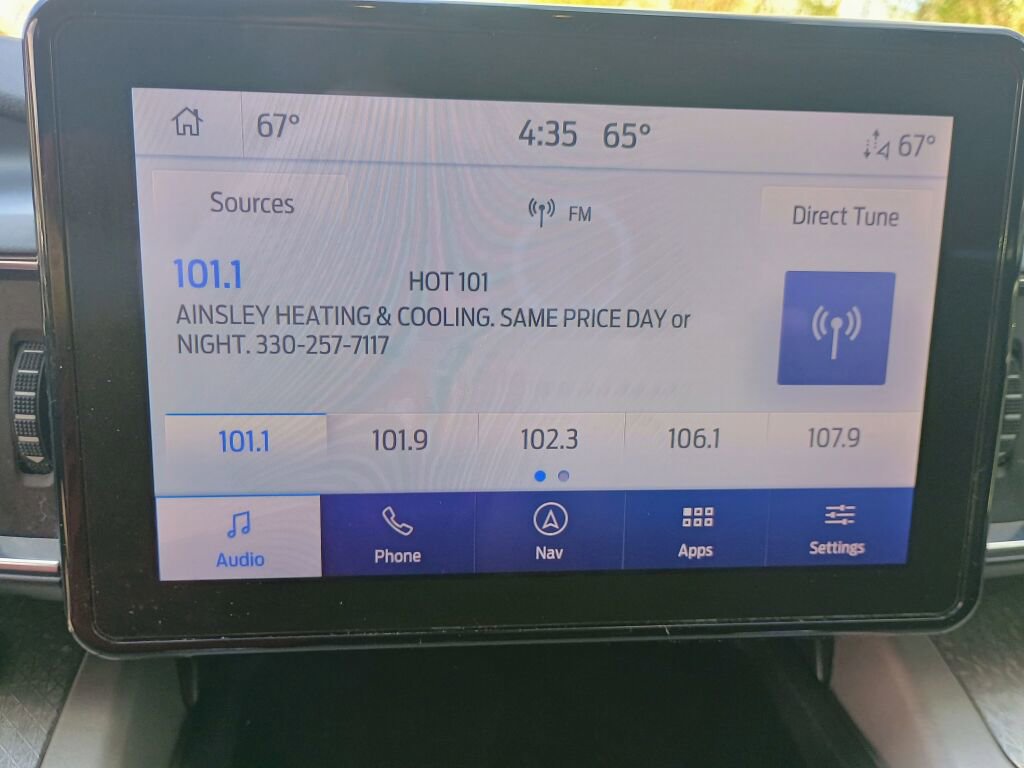 67° 4:35 65° 67°
Sources FM Direct Tune
101.1 HOT 101
AINSLEY HEATING & COOLING. SAME PRICE DAY or
NIGHT. 330-257-7117
101.1 101.9 102.3 106.1 107.9
Audio Phone Nav Apps Settings